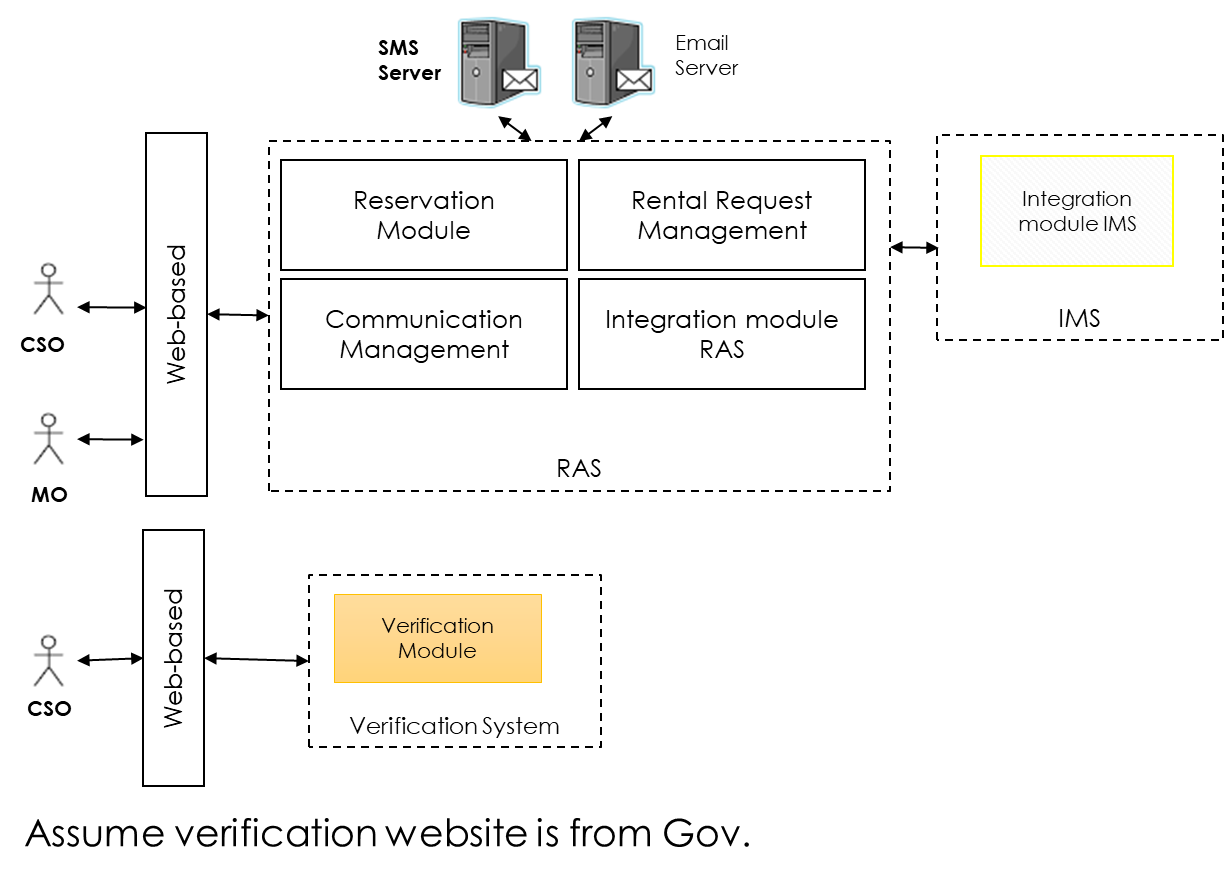 SMS
Server
Email
Server
Reservation
Module
Rental Request
Management
Integration
module IMS
Web-based
Communication
Management
Integration module
RAS
IMS
CSO
RAS
MO
Web-based
Verification
Module
CSO
Verification System
Assume verification website is from Gov.